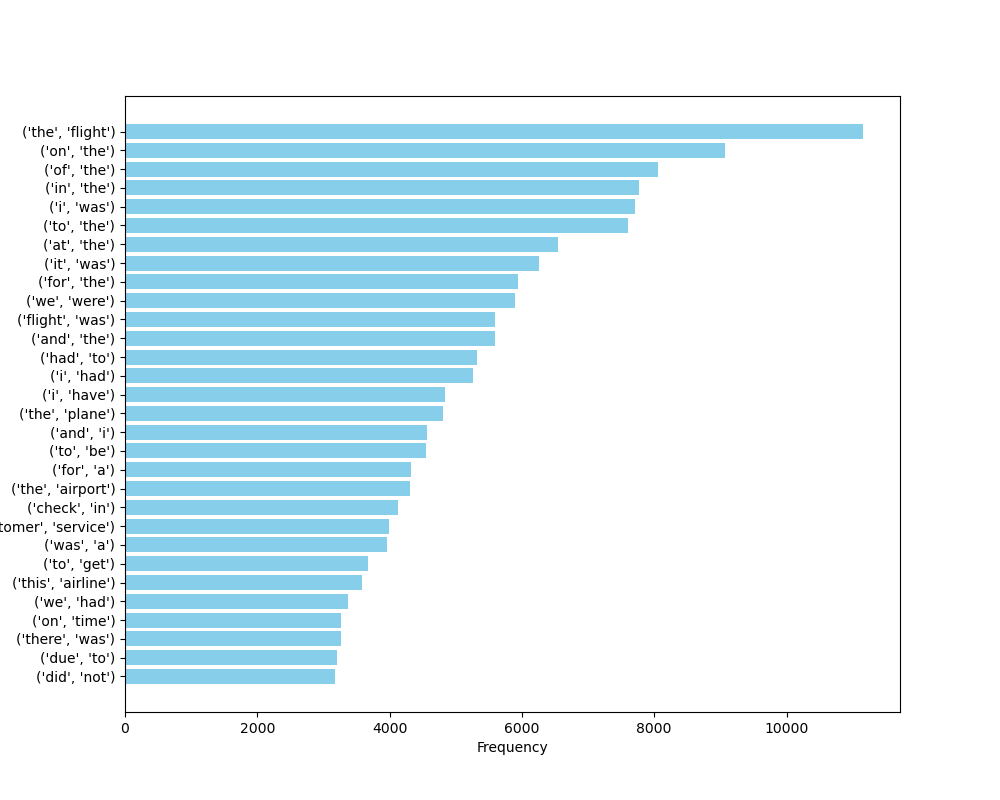 ('the', 'flight')
('on', 'the')
('of', 'the')
('in', 'the')
('i', 'was')
('to', 'the')
('at', 'the')
('it', 'was')
('for', 'the')
('we', 'were')
('flight', 'was')
('and', 'the')
('had', 'to')
('i', 'had')
('i', 'have')
('the', 'plane')
('and', 'i')
('to', 'be')
('for', 'a')
('the', 'airport')
('check', 'in')
tomer', 'service')
('was', 'a')
('to', 'get')
('this', 'airline')
('we', 'had')
('on', 'time')
('there', 'was')
('due', 'to')
('did', 'not')
0 2000 4000 6000 8000 10000
Frequency